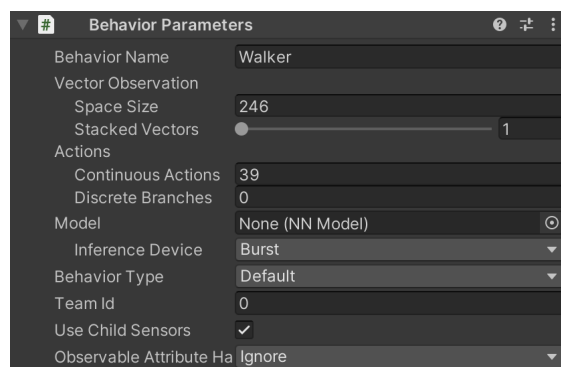 # Behavior Parameters
Behavior Name Walker
Vector Observation
Space Size 246
Stacked Vectors 1
Actions
Continuous Actions 39
Discrete Branches 0
Model None (NN Model)
Inference Device Burst
Behavior Type Default
Team Id 0
Use Child Sensors
Observable Attribute Ha Ignore